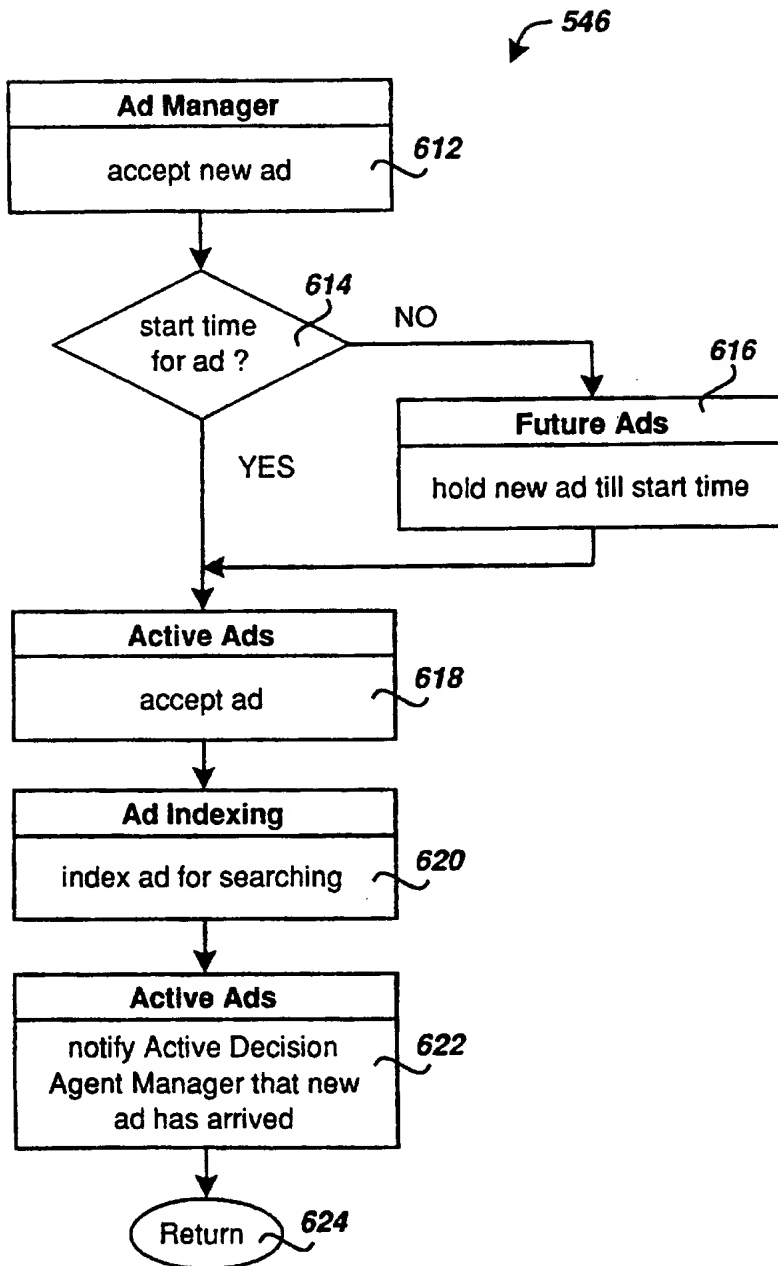 546
Ad Manager
accept new ad
612
614
start time
for ad ?
NO
YES
616
Future Ads
hold new ad till start time
Active Ads
accept ad
618
Ad Indexing
index ad for searching
620
Active Ads
notify Active Decision
Agent Manager that new
ad has arrived
622
Return
624